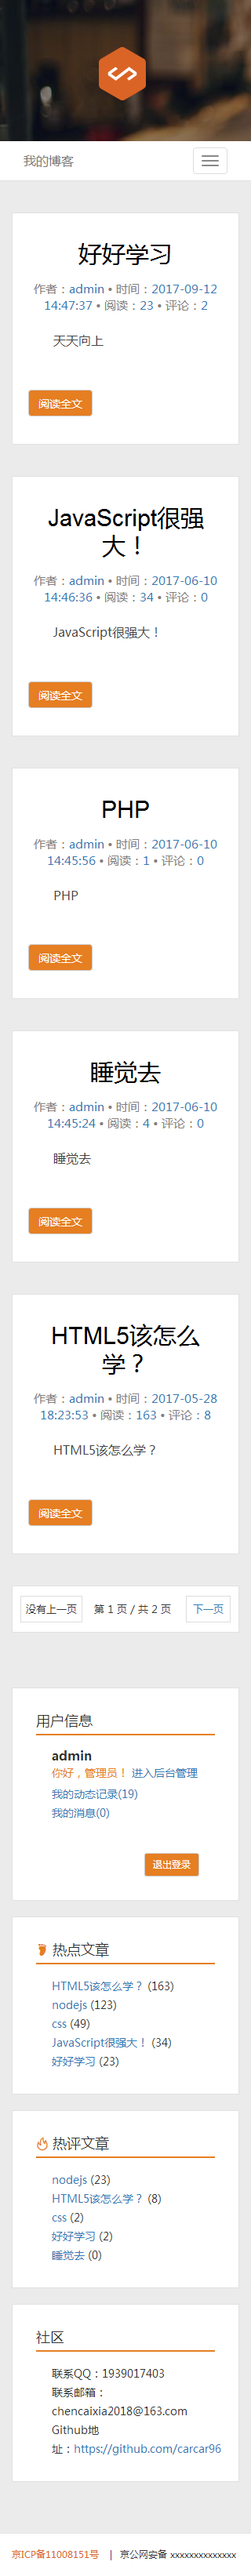 我的博客
好好学习
作者：admin • 时间：2017-09-12
14:47:37 • 阅读：23 • 评论：2
天天向上
阅读全文
JavaScript很强
大！
作者：admin • 时间：2017-06-10
14:46:36 • 阅读：34 • 评论：0
JavaScript很强大！
阅读全文
PHP
作者：admin • 时间：2017-06-10
14:45:56 • 阅读：1 • 评论：0
PHP
阅读全文
睡觉去
作者：admin • 时间：2017-06-10
14:45:24 • 阅读：4 • 评论：0
睡觉去
阅读全文
HTML5该怎么
学？
作者：admin • 时间：2017-05-28
18:23:53 • 阅读：163 • 评论：8
HTML5该怎么学？
阅读全文
没有上一页 第 1 页 / 共 2 页 下一页
用户信息
admin
你好，管理员！ 进入后台管理
我的动态记录(19)
我的消息(0)
退出登录
热点文章
HTML5该怎么学？ (163)
nodejs (123)
css (49)
JavaScript很强大！ (34)
好好学习 (23)
热评文章
nodejs (23)
HTML5该怎么学？ (8)
css (2)
好好学习 (2)
睡觉去 (0)
社区
联系QQ：1939017403
联系邮箱：
chencaixia2018@163.com
Github地
址：https://github.com/carcar96
京ICP备11008151号 | 京公网安备 xxxxxxxxxxxxxx